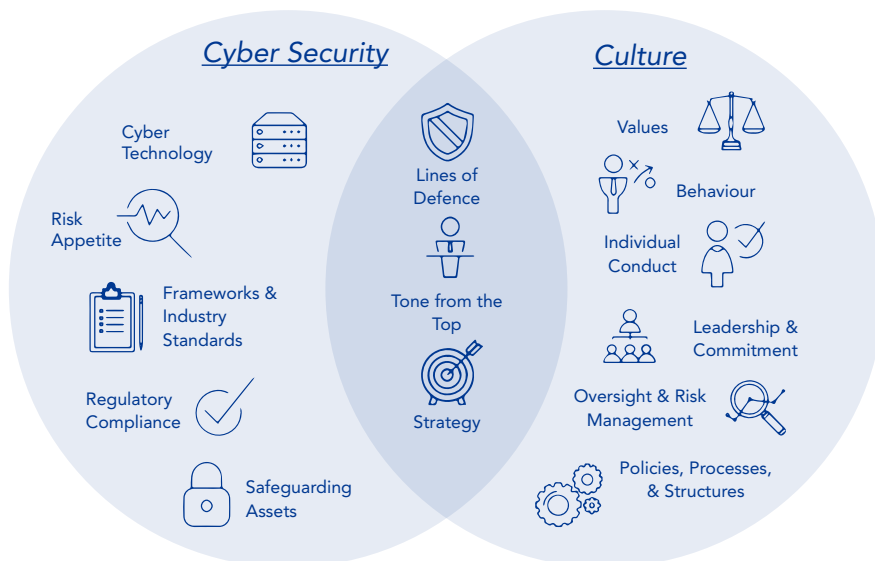 Cyber Security
Cyber
Technology
Risk
Appetite
Frameworks &
Industry
Standards
Regulatory
Compliance
Safeguarding
Assets
Lines of
Defence
Tone from the
Top
Strategy
Culture
Values
Behaviour
Individual
Conduct
Leadership &
Commitment
Oversight & Risk
Management
Policies, Processes,
& Structures